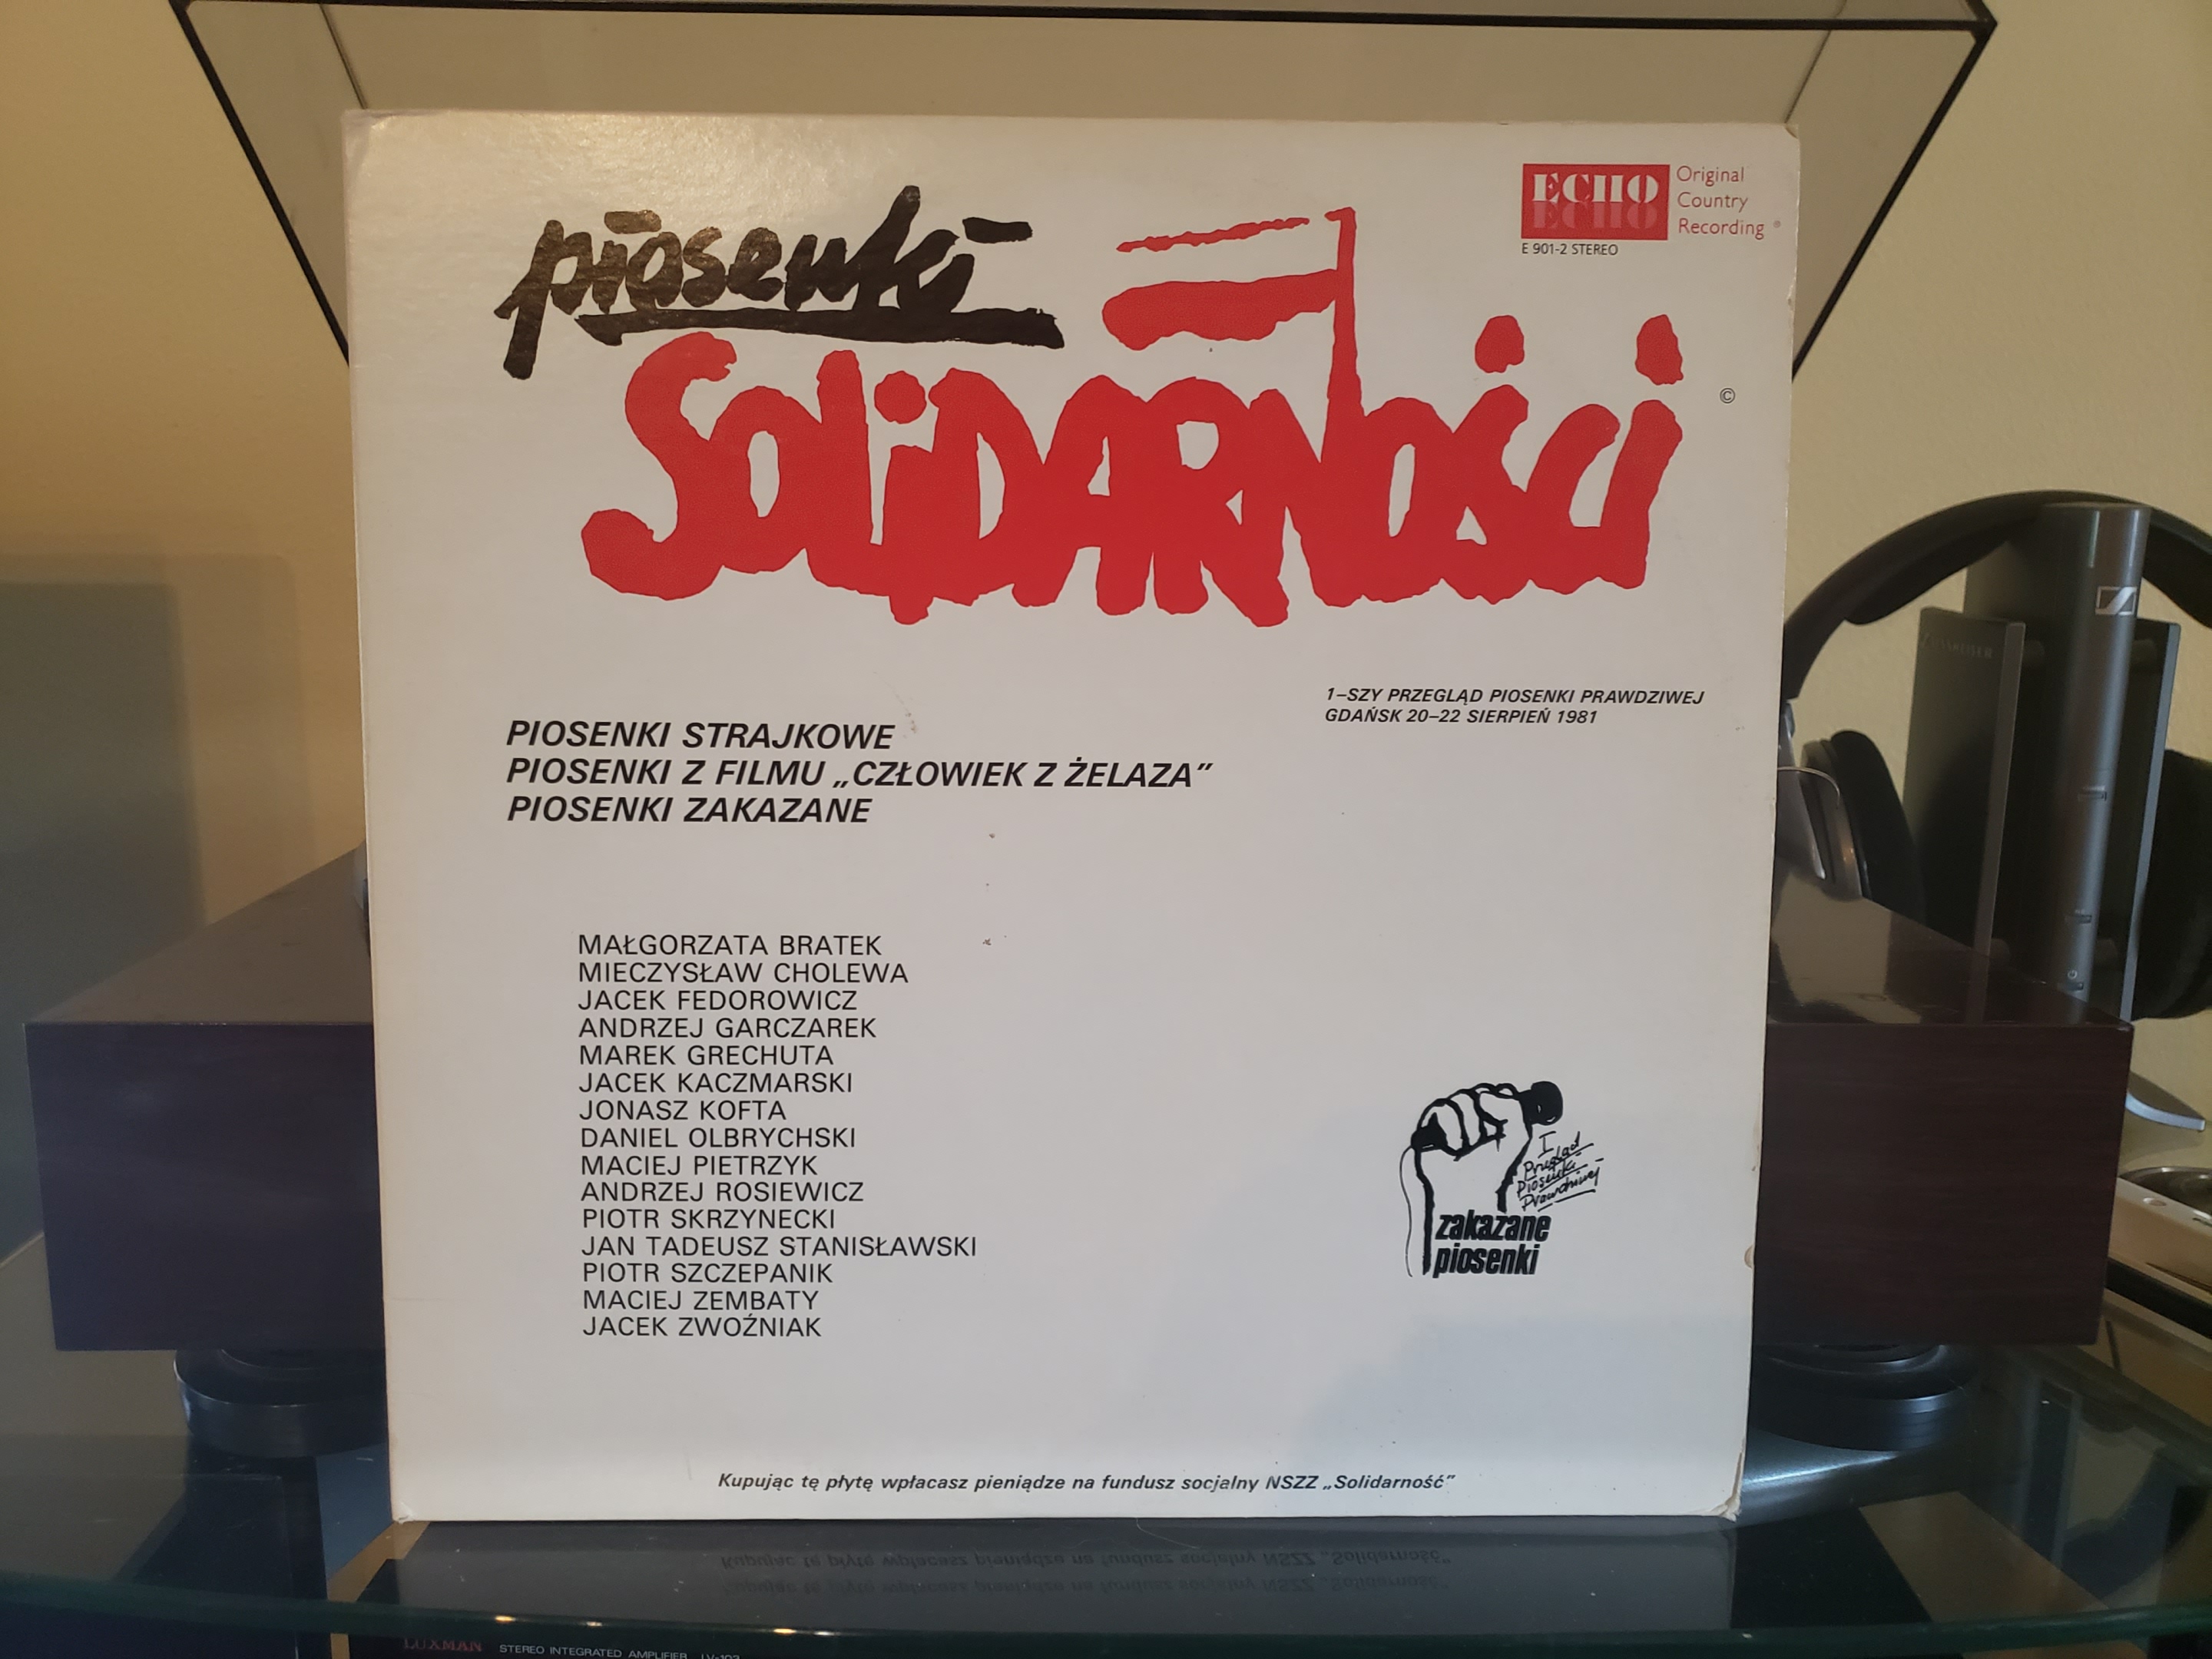 piosenki
SOLiDARNOŚCi
ECHO
Original
Country
Recording
E 901-2 STEREO
©
1–SZY PRZEGLĄD PIOSENKI PRAWDZIWEJ
GDAŃSK 20–22 SIERPIEŃ 1981
PIOSENKI STRAJKOWE
PIOSENKI Z FILMU „CZŁOWIEK Z ŻELAZA”
PIOSENKI ZAKAZANE
MAŁGORZATA BRATEK
MIECZYSŁAW CHOLEWA
JACEK FEDOROWICZ
ANDRZEJ GARCZAREK
MAREK GRECHUTA
JACEK KACZMARSKI
JONASZ KOFTA
DANIEL OLBRYCHSKI
MACIEJ PIETRZYK
ANDRZEJ ROSIEWICZ
PIOTR SKRZYNECKI
JAN TADEUSZ STANISŁAWSKI
PIOTR SZCZEPANIK
MACIEJ ZEMBATY
JACEK ZWOŹNIAK
I
Przegląd
Piosenki
Prawdziwej
zakazane
piosenki
Kupując tę płytę wpłacasz pieniądze na fundusz socjalny NSZZ „Solidarność”
SENNHEISER
LUXMAN STEREO INTEGRATED AMPLIFIER